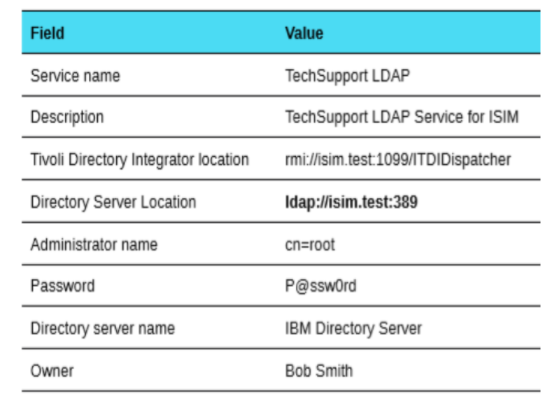 Field Value
Service name TechSupport LDAP
Description TechSupport LDAP Service for ISIM
Tivoli Directory Integrator location rmi://isim.test:1099/ITDIDispatcher
Directory Server Location ldap://isim.test:389
Administrator name cn=root
Password P@ssw0rd
Directory server name IBM Directory Server
Owner Bob Smith